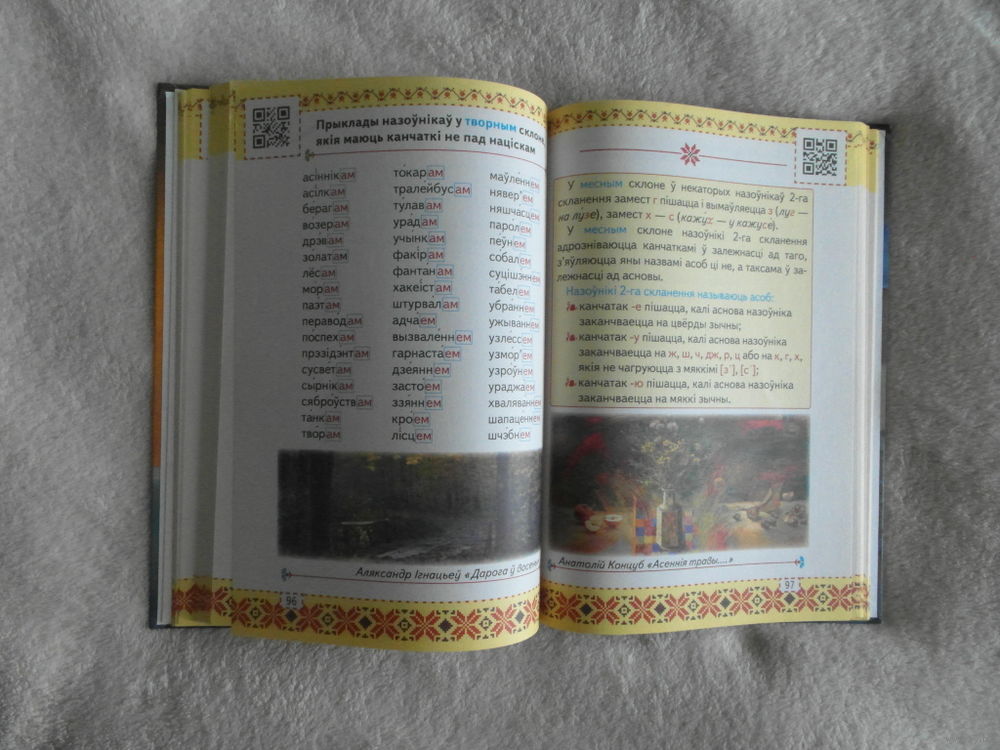 Прыклады назоўнікаў у творным склоне,
якія маюць канчаткі не пад націскам
асіннікам
асілкам
берагам
возерам
дрэвам
золатам
лёсам
морам
паэтам
пераводам
поспехам
прэзідэнтам
сусветам
сырнікам
сяброўствам
танкам
творам
токарам
тралейбусам
тулавам
ўрадам
учынкам
факірам
фантанам
хакеістам
штурвалам
адчаем
вызваленнем
гарнастаем
дзеяннем
застоем
ззяннем
кроем
лісцем
маўленнем
нявер'ем
няшчасцем
паролем
пеўнем
собалем
суцішэннем
табелем
убраннем
ужываннем
узлессем
узмор'ем
узроўнем
ураджаем
хваляваннем
шапаценнем
шчэбнем
Аляксандр Ігнацьеў «Дарога ў восень
96
У месным склоне ў некаторых назоўнікаў 2-га
скланення замест г пішацца і вымаўляецца з (луг —
на лузе), замест х — с (кажух — у кажусе).
У месным склоне назоўнікі 2-га скланення
адрозніваюцца канчаткамі ў залежнасці ад таго,
з'яўляюцца яны назвамі асоб ці не, а таксама ў за-
лежнасці ад асновы.
Назоўнікі 2-га скланення называюць асоб:
канчатак -е пішацца, калі аснова назоўніка
заканчваецца на цвёрды зычны;
канчатак -у пішацца, калі аснова назоўніка
заканчваецца на ж, ш, ч, дж, р, ц або на к, г, х,
якія не чаргуюцца з мяккімі [з'], [с'];
канчатак -ю пішацца, калі аснова назоўніка
заканчваецца на мяккі зычны.
Анатолій Концуб «Асеннія травы....»
97